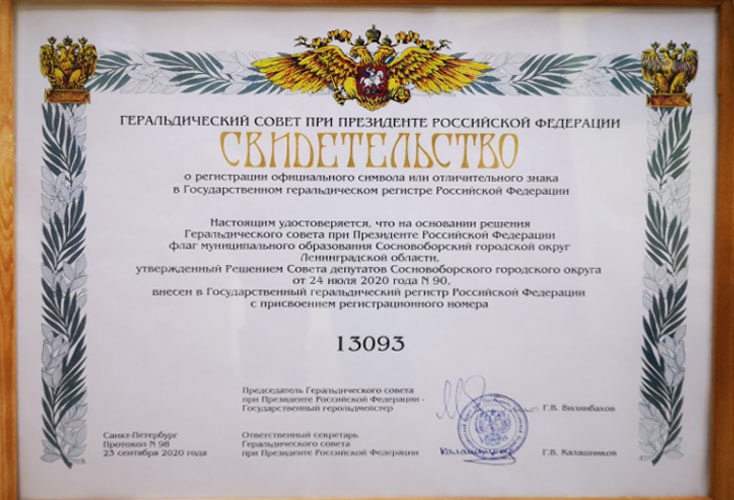 ГЕРАЛЬДИЧЕСКИЙ СОВЕТ ПРИ ПРЕЗИДЕНТЕ РОССИЙСКОЙ ФЕДЕРАЦИИ
СВИДЕТЕЛЬСТВО
о регистрации официального символа или отличительного знака
в Государственном геральдическом регистре Российской Федерации
Настоящим удостоверяется, что на основании решения
Геральдического совета при Президенте Российской Федерации
флаг муниципального образования Сосновоборский городской округ
Ленинградской области,
утвержденный Решением Совета депутатов Сосновоборского городского округа
от 24 июля 2020 года N 90,
внесен в Государственный геральдический регистр Российской Федерации
с присвоением регистрационного номера
13093
Председатель Геральдического совета
при Президенте Российской Федерации -
Государственный герольдмейстер
Г.В. Вилинбахов
Санкт-Петербург
Протокол N 98
23 сентября 2020 года
Ответственный секретарь
Геральдического совета
при Президенте Российской Федерации
Г.В. Калашников